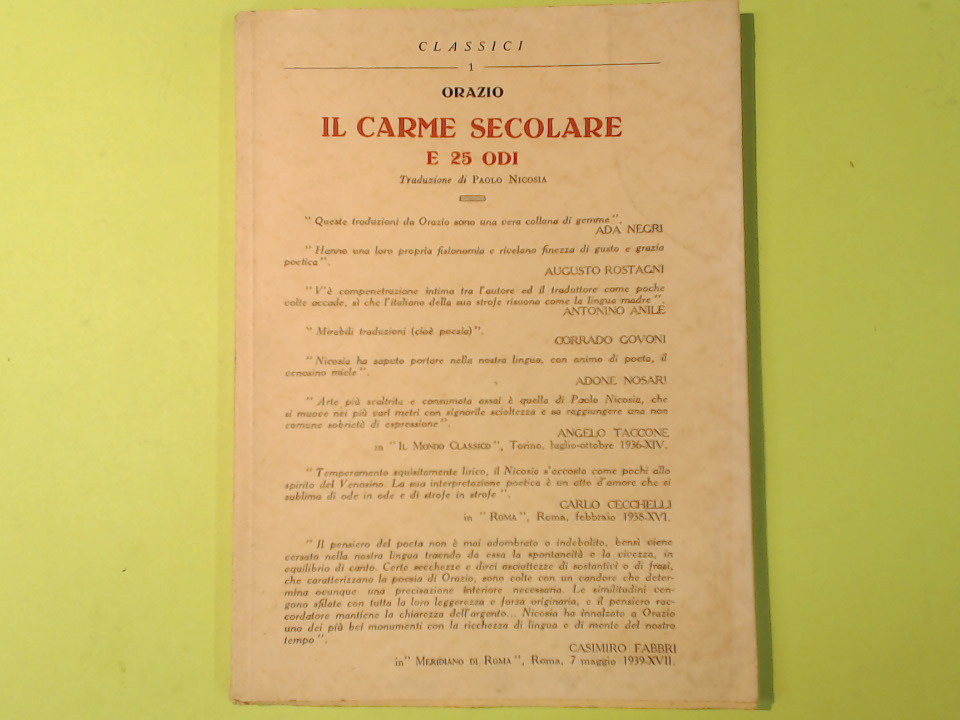 CLASSICI
1
ORAZIO
IL CARME SECOLARE
E 25 ODI
Traduzione di PAOLO NICOSIA
" Queste traduzioni da Orazio sono una vera collana di gemme ".
ADA NEGRI
" Hanno una loro propria fisionomia e rivelano finezza di gusto e grazia
poetica ".
AUGUSTO ROSTAGNI
" V'è compenetrazione intima tra l'autore ed il traduttore come poche
volte accade, sì che l'italiano della sua strofe risuona come la lingua madre ".
ANTONINO ANILE
" Mirabili traduzioni (cioè poesia) ".
CORRADO GOVONI
" Nicosia ha saputo portare nella nostra lingua, con animo di poeta, il
venosino miele ".
ADONE NOSARI
" Arte più scaltrita e consumata assai è quella di Paolo Nicosia, che
si muove nei più varî metri con signorile scioltezza e sa raggiungere una non
comune sobrietà di espressione ".
ANGELO TACCONE
in " IL MONDO CLASSICO ", Torino, luglio-ottobre 1936-XIV.
" Temperamento squisitamente lirico, il Nicosia s'accosta come pochi allo
spirito del Venosino. La sua interpretazione poetica è un atto d'amore che si
sublima di ode in ode e di strofe in strofe ".
CARLO CECCHELLI
in " ROMA ", Roma, febbraio 1938-XVI.
" Il pensiero del poeta non è mai adombrato o indebolito, bensì viene
versato nella nostra lingua traendo da essa la spontaneità e la vivezza, in
equilibrio di canto. Certe secchezze e direi asciuttezze di sostantivi o di frasi,
che caratterizzano la poesia di Orazio, sono colte con un candore che deter-
mina ovunque una precisazione interiore necessaria. Le similitudini ven-
gono sfilate con tutta la loro leggerezza e forza originaria, e il pensiero rac-
cordatore mantiene la chiarezza dell'argento... Nicosia ha innalzato a Orazio
uno dei più bei monumenti con la ricchezza di lingua e di mente del nostro
tempo ".
CASIMIRO FABBRI
in " MERIDIANO DI ROMA ", Roma, 7 maggio 1939-XVII.